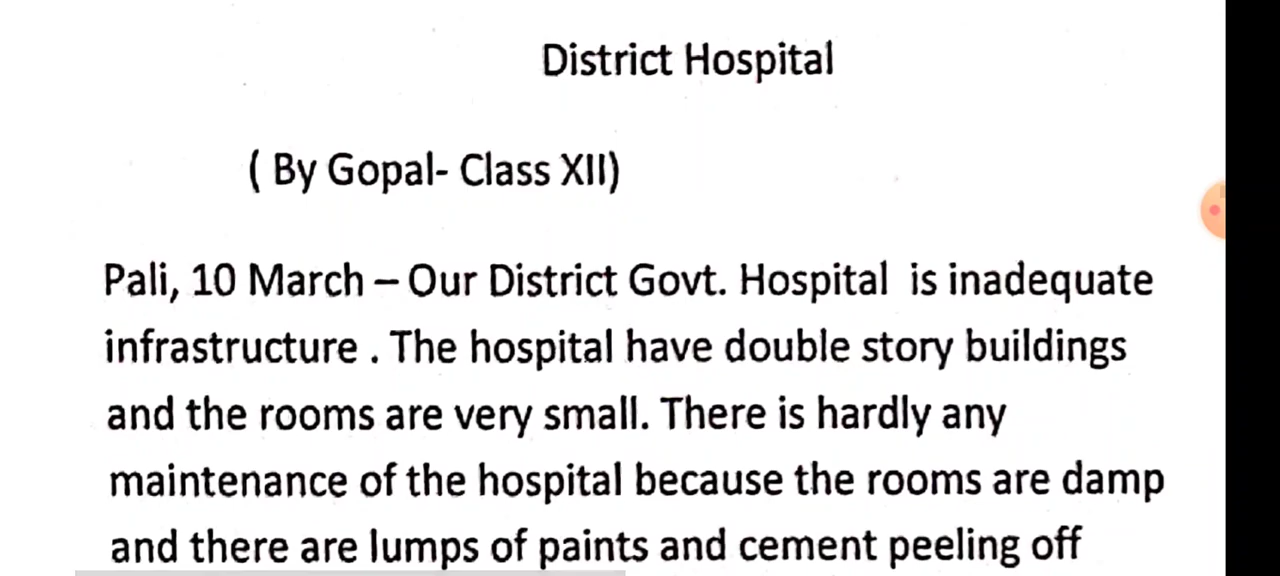 District Hospital
( By Gopal- Class XII)
Pali, 10 March – Our District Govt. Hospital is inadequate
infrastructure . The hospital have double story buildings
and the rooms are very small. There is hardly any
maintenance of the hospital because the rooms are damp
and there are lumps of paints and cement peeling off